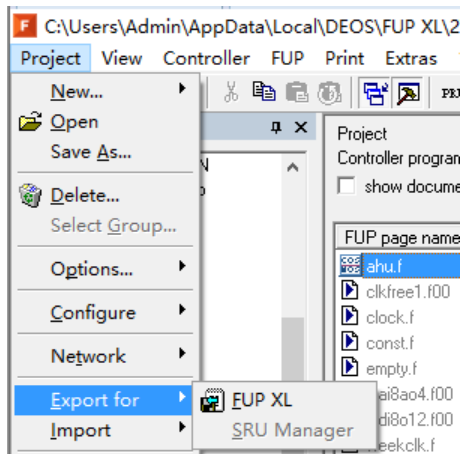 F C:\Users\Admin\AppData\Local\DEOS\FUP XL\2
Project View Controller FUP Print Extras
New...
Open
Save As...
Delete...
Select Group...
Options...
Configure
Network
Export for
Import
FUP XL
SRU Manager
Project
Controller program
show docume
FUP page name
ahu.f
clkfree1.f00
clock.f
const.f
empty.f
ai8ao4.f00
di8o12.f00
eekclk.f